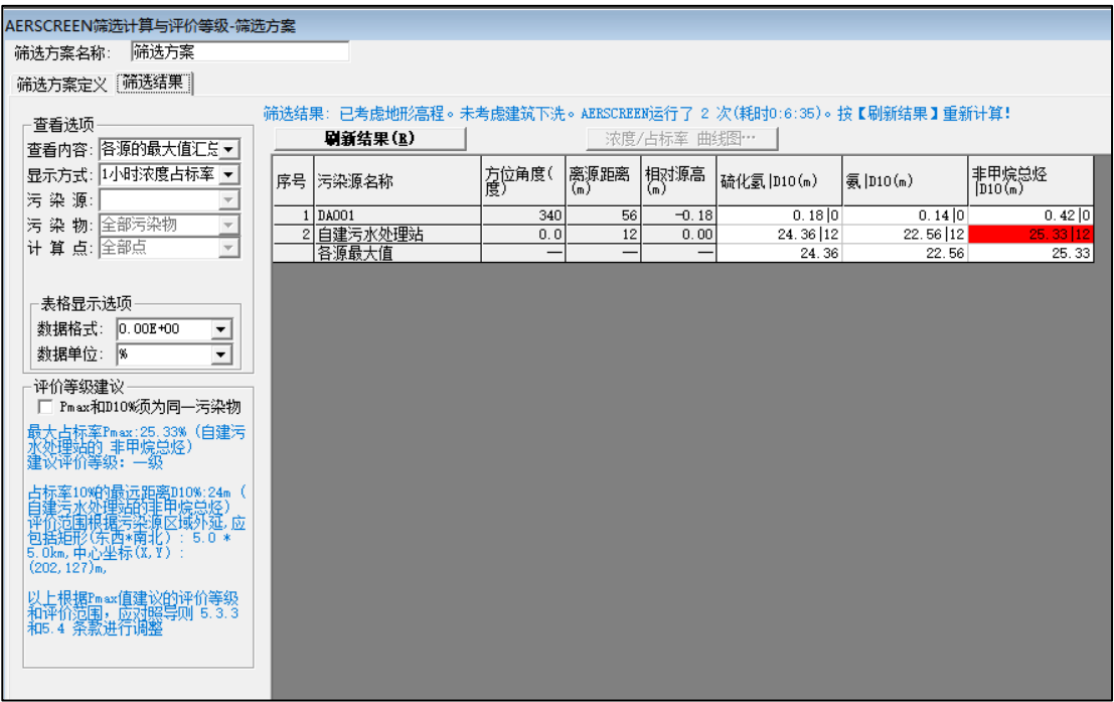 AERSCREEN筛选计算与评价等级-筛选方案
筛选方案名称: 筛选方案
筛选方案定义 筛选结果
筛选结果: 已考虑地形高程。未考虑建筑下洗。AERSCREEN运行了 2 次(耗时0:6:35)。按【刷新结果】重新计算!
刷新结果(R) 浓度/占标率 曲线图…
查看选项
查看内容: 各源的最大值汇总
显示方式: 1小时浓度占标率
污 染 源:
污 染 物: 全部污染物
计 算 点: 全部点
表格显示选项
数据格式: 0.00E+00
数据单位: %
评价等级建议
Pmax和D10%须为同一污染物
最大占标率Pmax:25.33% (自建污
水处理站的 非甲烷总烃)
建议评价等级: 一级
占标率10%的最远距离D10%:24m (
自建污水处理站的非甲烷总烃)
评价范围根据污染源区域外延,应
包括矩形(东西*南北) : 5.0 *
5.0km,中心坐标(X,Y) :
(202,127)m,
以上根据Pmax值建议的评价等级
和评价范围, 应对照导则 5.3.3
和5.4 条款进行调整
序号 污染源名称 方位角度(度) 离源距离(m) 相对源高(m) 硫化氢|D10(m) 氨|D10(m) 非甲烷总烃|D10(m)
1 DA001 340 56 -0.18 0.18|0 0.14|0 0.42|0
2 自建污水处理站 0.0 12 0.00 24.36|12 22.56|12 25.33|12
各源最大值 — — — 24.36 22.56 25.33